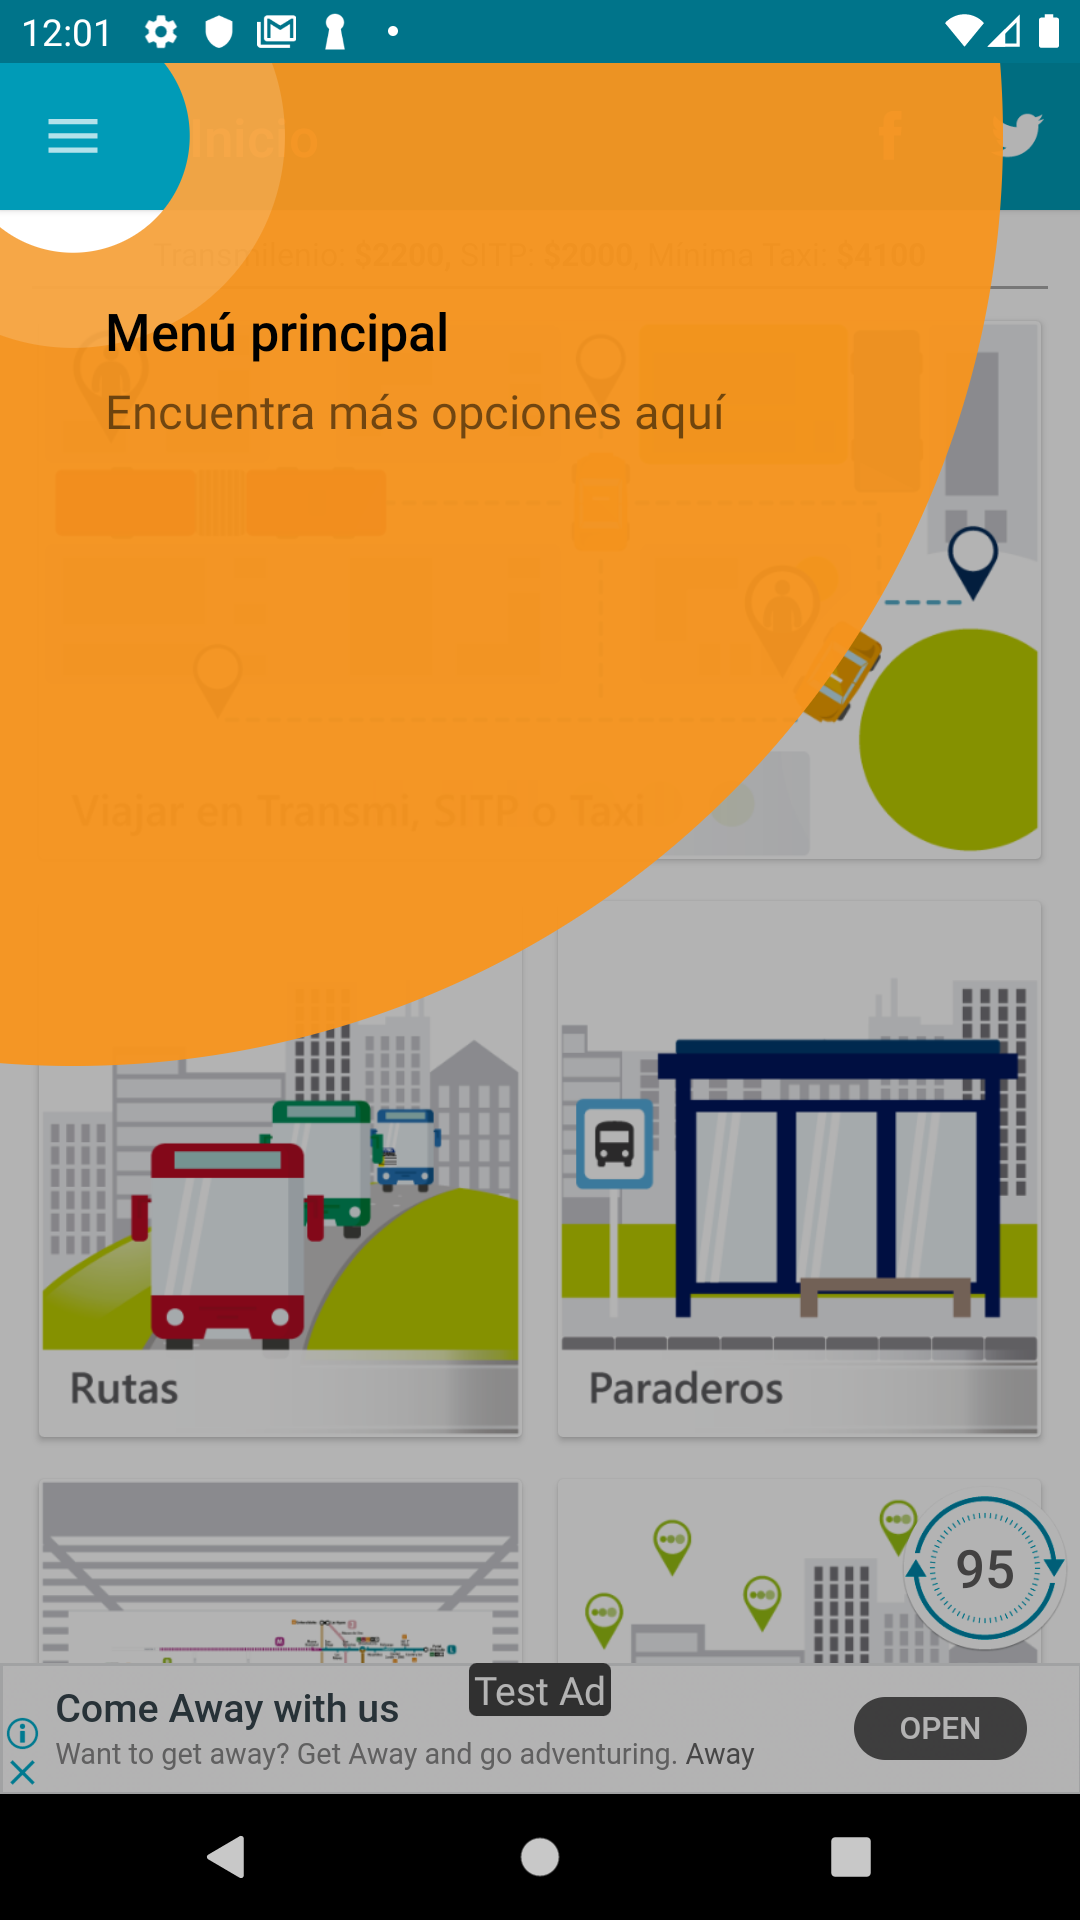 12:01
Inicio
Transmilenio: $2200, SITP: $2000, Mínima Taxi: $4100
Menú principal
Encuentra más opciones aquí
Viajar en Transmi, SITP o Taxi
Rutas
Paraderos
95
Test Ad
Come Away with us
Want to get away? Get Away and go adventuring. Away
OPEN